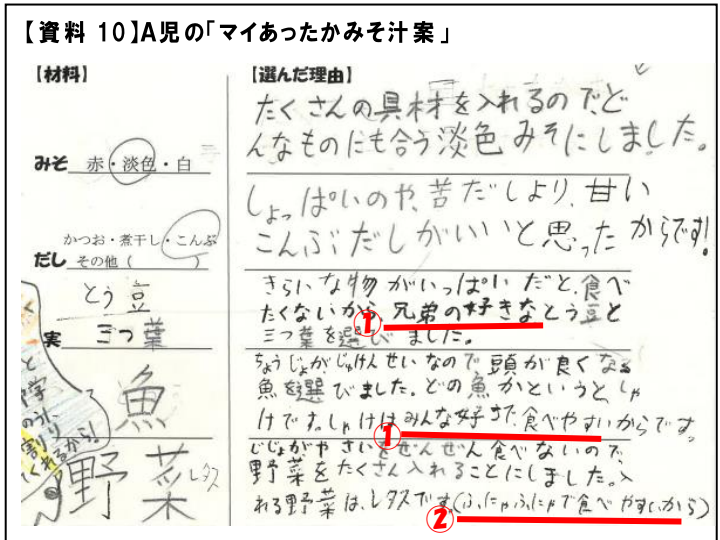 【資料 10】A児の「マイあったかみそ汁案」
【材料】
【選んだ理由】
みそ 赤・淡色・白
たくさんの具材を入れるので、ど
んなものにも合う淡色みそにしました。
かつお・煮干し・こんぶ
だし その他（　　　）
しょっぱいのや、苦だしより、甘い
こんぶだしがいいと思ったからです!
実
とう豆
三つ葉
きらいな物がいっぱいだと、食べ
たくないから、兄弟の好きなとう豆と
三つ葉を選びました。
①
魚
ちょうじょがじゅけんせいなので頭が良くなる
魚を選びました。どの魚かというと、しゃ
けです。しゃけはみんな好きで、食べやすいからです。
①
野菜
レタス
じじょがやさいをぜんぜん食べないので、
野菜をたくさん入れることにしました。入
れる野菜は、レタスです。(ふにゃふにゃで食べやすいから)
②